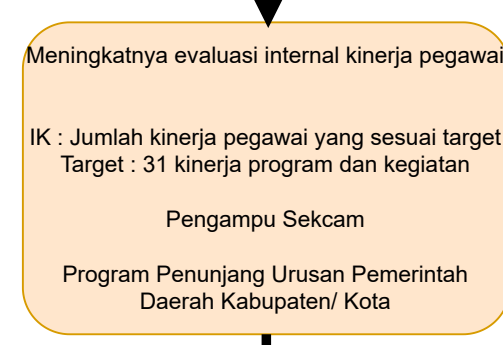 Meningkatnya evaluasi internal kinerja pegawai
IK : Jumlah kinerja pegawai yang sesuai target
Target : 31 kinerja program dan kegiatan
Pengampu Sekcam
Program Penunjang Urusan Pemerintah
Daerah Kabupaten/ Kota